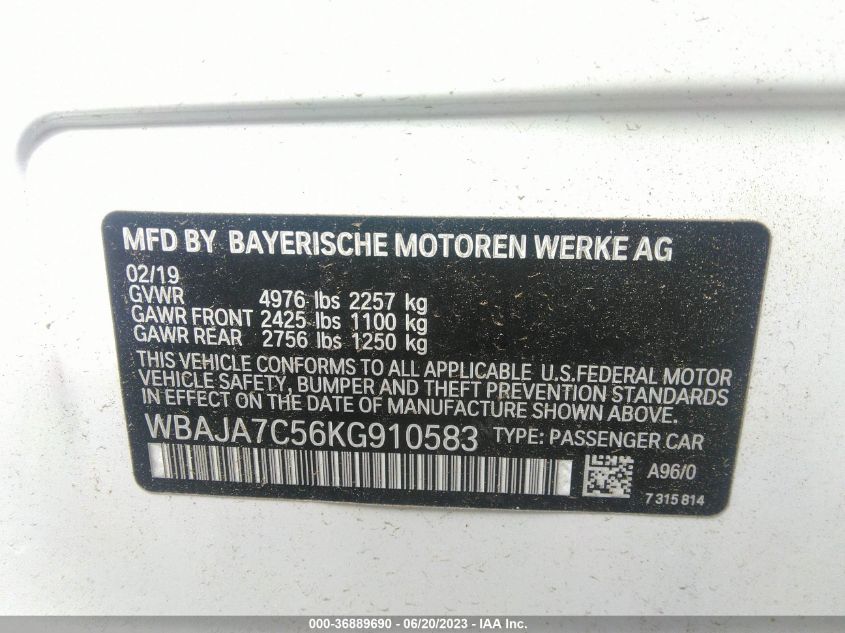 MFD BY BAYERISCHE MOTOREN WERKE AG
02/19
GVWR 4976 lbs 2257 kg
GAWR FRONT 2425 lbs 1100 kg
GAWR REAR 2756 lbs 1250 kg
THIS VEHICLE CONFORMS TO ALL APPLICABLE U.S.FEDERAL MOTOR
VEHICLE SAFETY, BUMPER AND THEFT PREVENTION STANDARDS
IN EFFECT ON THE DATE OF MANUFACTURE SHOWN ABOVE.
WBAJA7C56KG910583 TYPE: PASSENGER CAR
A96/0
7 315 814
000-36889690 - 06/20/2023 - IAA Inc.